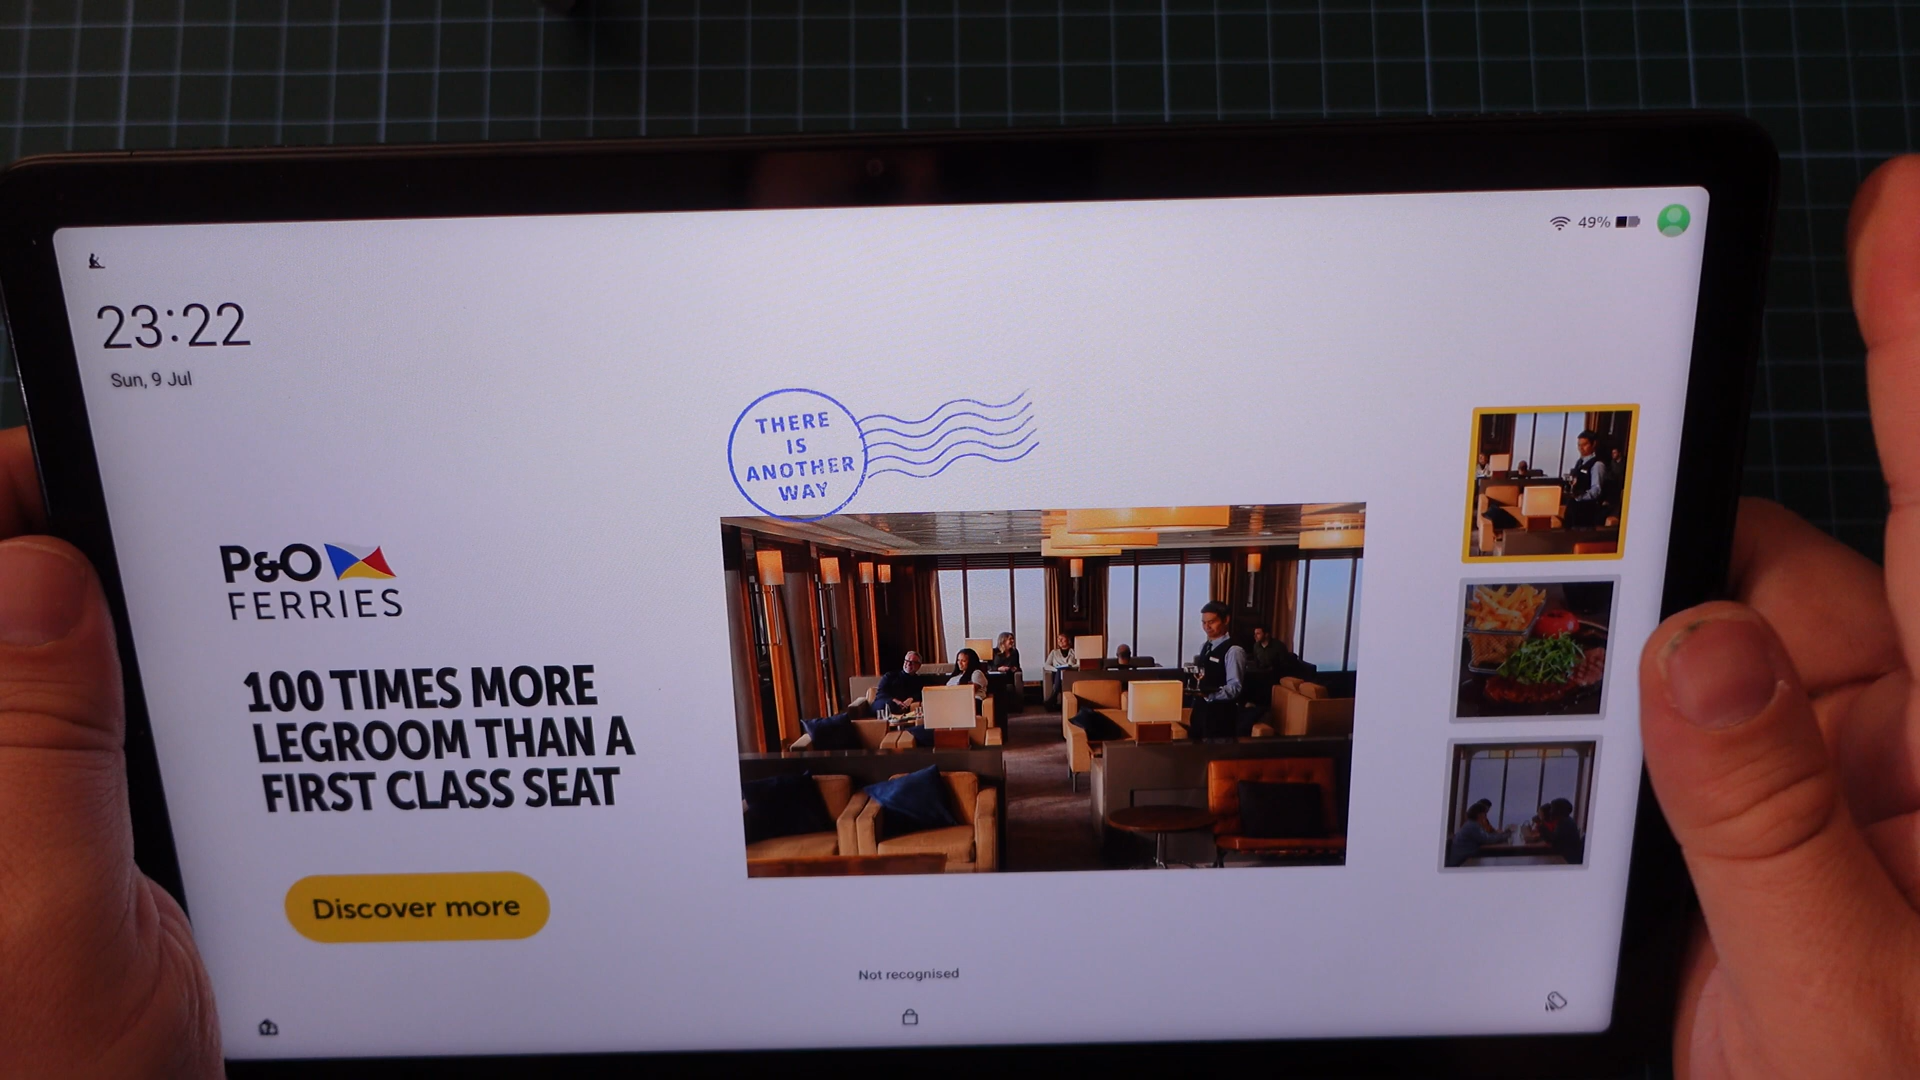 49%
23:22
Sun, 9 Jul
THERE
IS
ANOTHER
WAY
P&O
FERRIES
100 TIMES MORE
LEGROOM THAN A
FIRST CLASS SEAT
Discover more
Not recognised